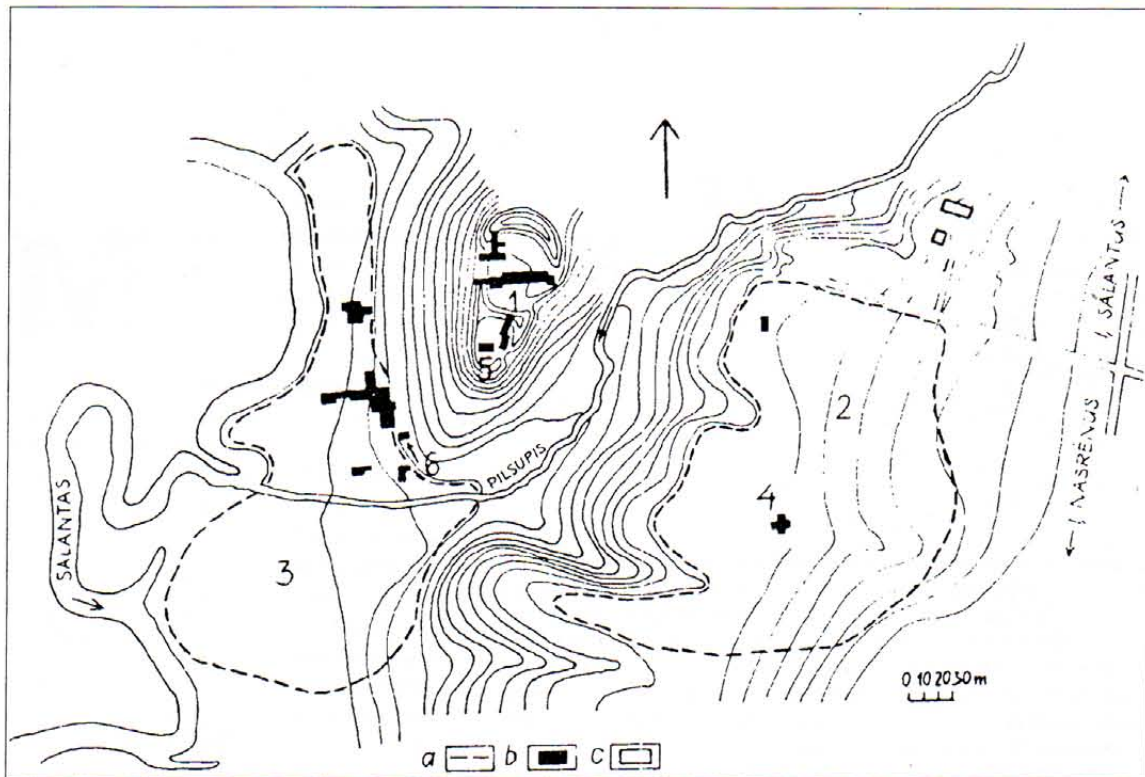 1
5
6
PILSUPIS
2
4
3
SALANTAS
Į SALANTUS
Į NASRĖNUS
0 10 20 30 m
a b c